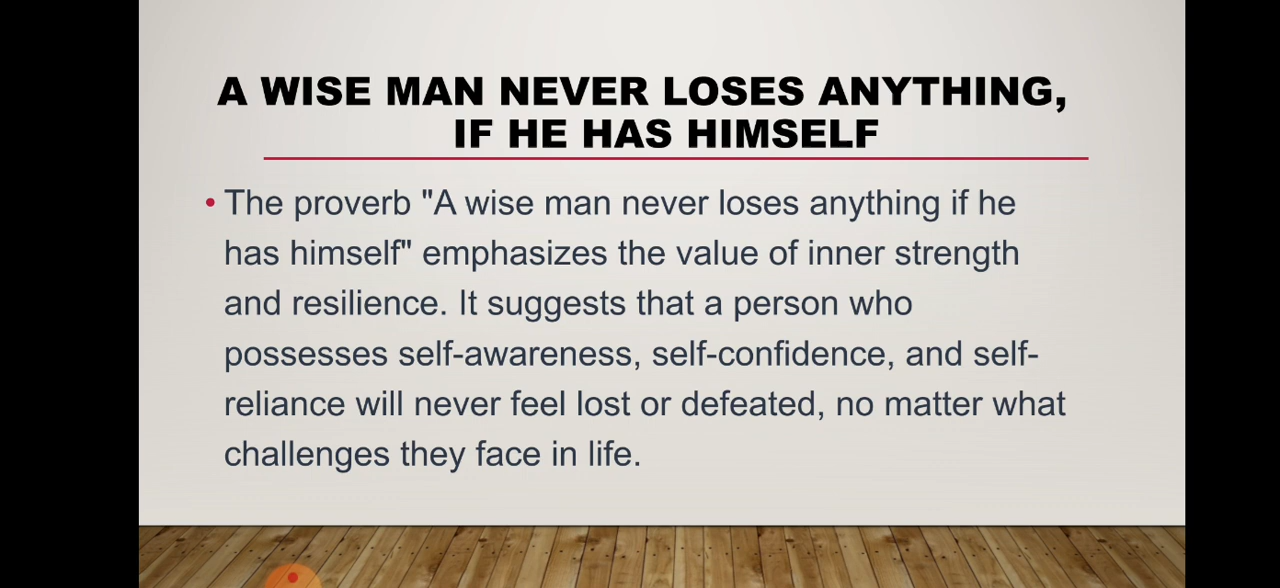 A WISE MAN NEVER LOSES ANYTHING,
IF HE HAS HIMSELF
• The proverb "A wise man never loses anything if he
has himself" emphasizes the value of inner strength
and resilience. It suggests that a person who
possesses self-awareness, self-confidence, and self-
reliance will never feel lost or defeated, no matter what
challenges they face in life.